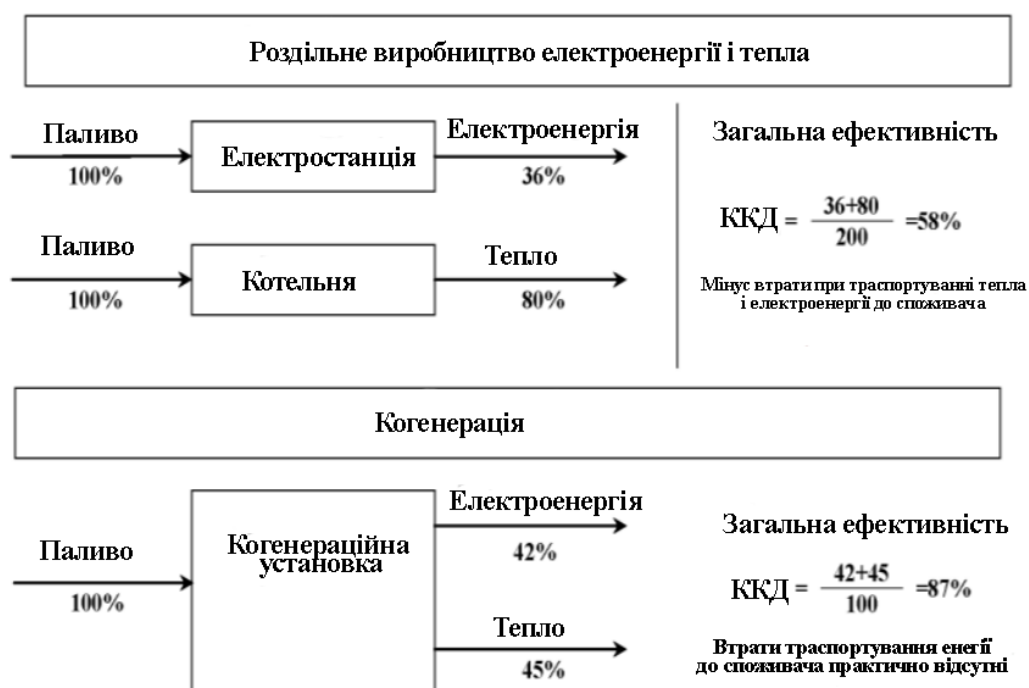 Роздільне виробництво електроенергії і тепла
Паливо
100%
Електростанція
Електроенергія
36%
Загальна ефективність
ККД = 36+80 / 200 =58%
Паливо
100%
Котельня
Тепло
80%
Мінус втрати при траспортуванні тепла
і електроенергії до споживача
Когенерація
Паливо
100%
Когенераційна
установка
Електроенергія
42%
Тепло
45%
Загальна ефективність
ККД = 42+45 / 100 =87%
Втрати траспортування енегії
до споживача практично відсутні